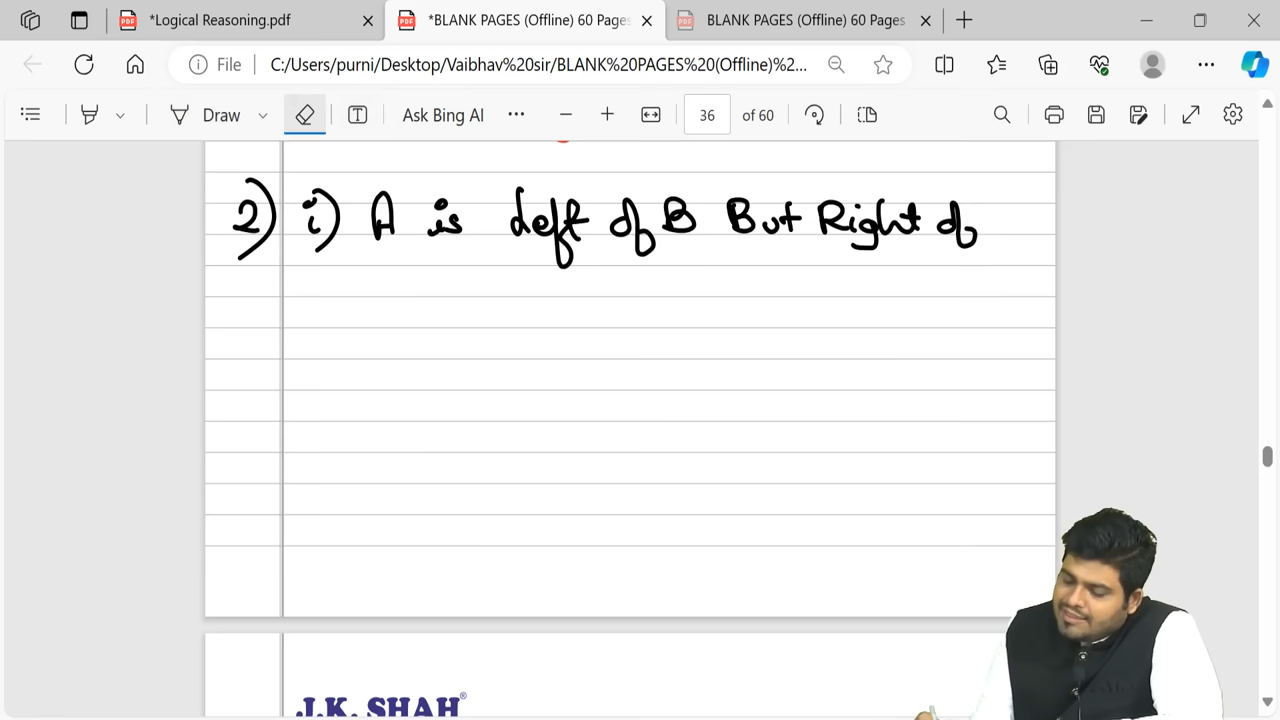 *Logical Reasoning.pdf
*BLANK PAGES (Offline) 60 Pages
BLANK PAGES (Offline) 60 Pages
File
C:/Users/purni/Desktop/Vaibhav%20sir/BLANK%20PAGES%20(Offline)%2...
Draw
Ask Bing AI
36 of 60
2) i) A is Left of B But Right of
J.K. SHAH®